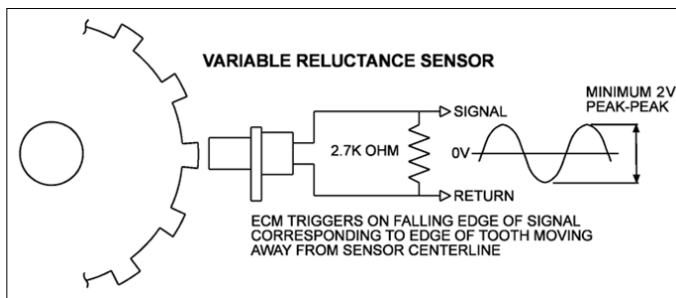 VARIABLE RELUCTANCE SENSOR
MINIMUM 2V
PEAK-PEAK
SIGNAL
2.7K OHM
0V
RETURN
ECM TRIGGERS ON FALLING EDGE OF SIGNAL
CORRESPONDING TO EDGE OF TOOTH MOVING
AWAY FROM SENSOR CENTERLINE